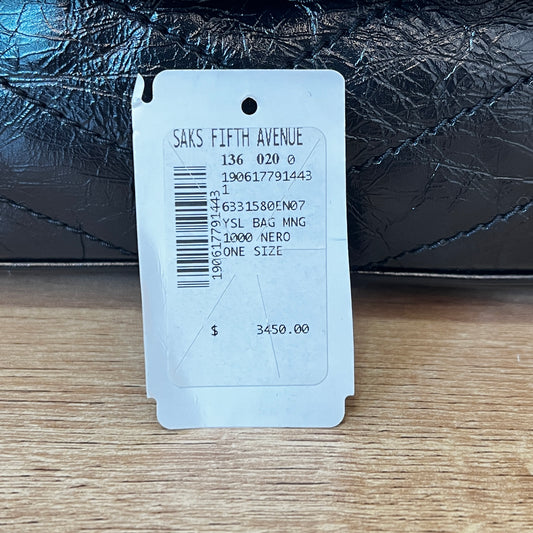 SAKS FIFTH AVENUE
136 020 0
190617791443
1
6331580EN07
YSL BAG MNG
1000 NERO
ONE SIZE
$ 3450.00
190617791443